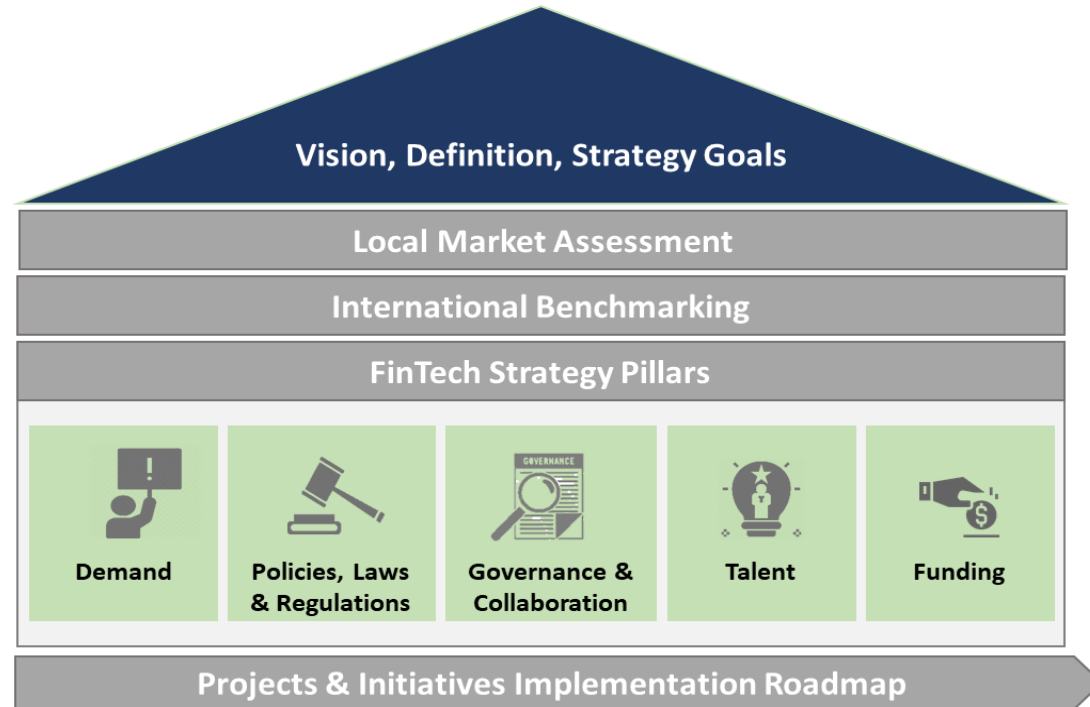 Vision, Definition, Strategy Goals
Local Market Assessment
International Benchmarking
FinTech Strategy Pillars
GOVERNANCE
Demand
Policies, Laws
& Regulations
Governance &
Collaboration
Talent
Funding
Projects & Initiatives Implementation Roadmap